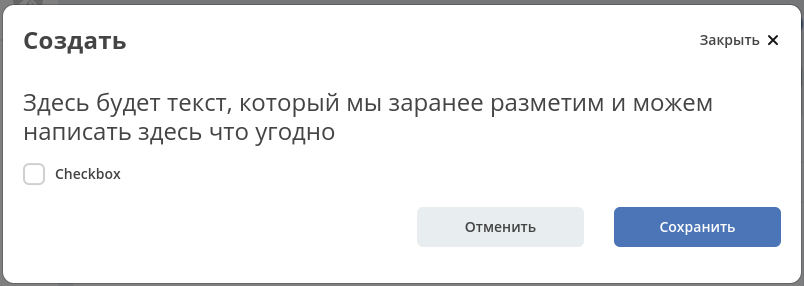 Создать
Закрыть
Здесь будет текст, который мы заранее разметим и можем
написать здесь что угодно
Checkbox
Отменить
Сохранить